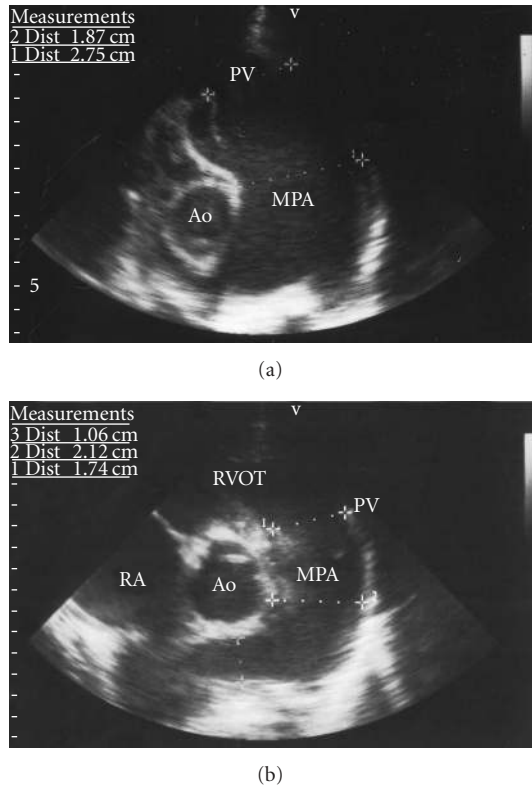 Measurements
2 Dist 1.87 cm
1 Dist 2.75 cm
V
PV
MPA
Ao
5
(a)
Measurements
3 Dist 1.06 cm
2 Dist 2.12 cm
1 Dist 1.74 cm
V
RVOT
PV
RA
Ao
MPA
(b)